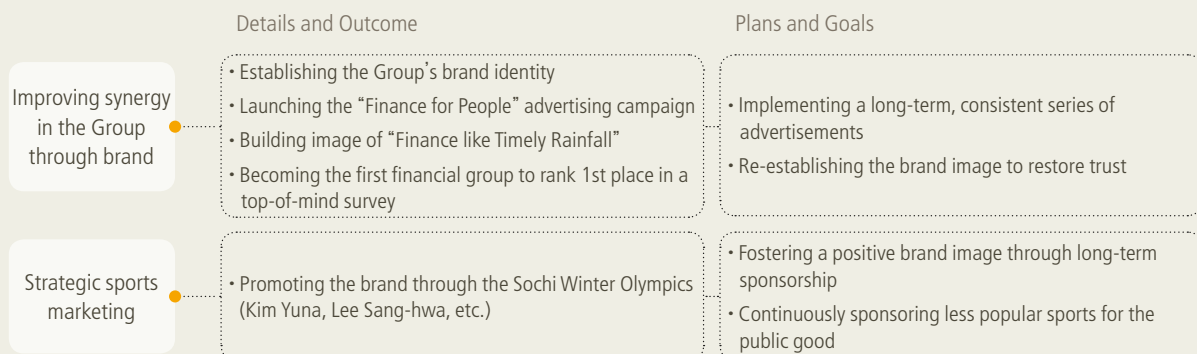 Details and Outcome
Plans and Goals
Improving synergy
in the Group
through brand
• Establishing the Group's brand identity
• Launching the “Finance for People” advertising campaign
• Building image of “Finance like Timely Rainfall”
• Becoming the first financial group to rank 1st place in a
top-of-mind survey
• Implementing a long-term, consistent series of
advertisements
• Re-establishing the brand image to restore trust
Strategic sports
marketing
• Promoting the brand through the Sochi Winter Olympics
(Kim Yuna, Lee Sang-hwa, etc.)
• Fostering a positive brand image through long-term
sponsorship
• Continuously sponsoring less popular sports for the
public good